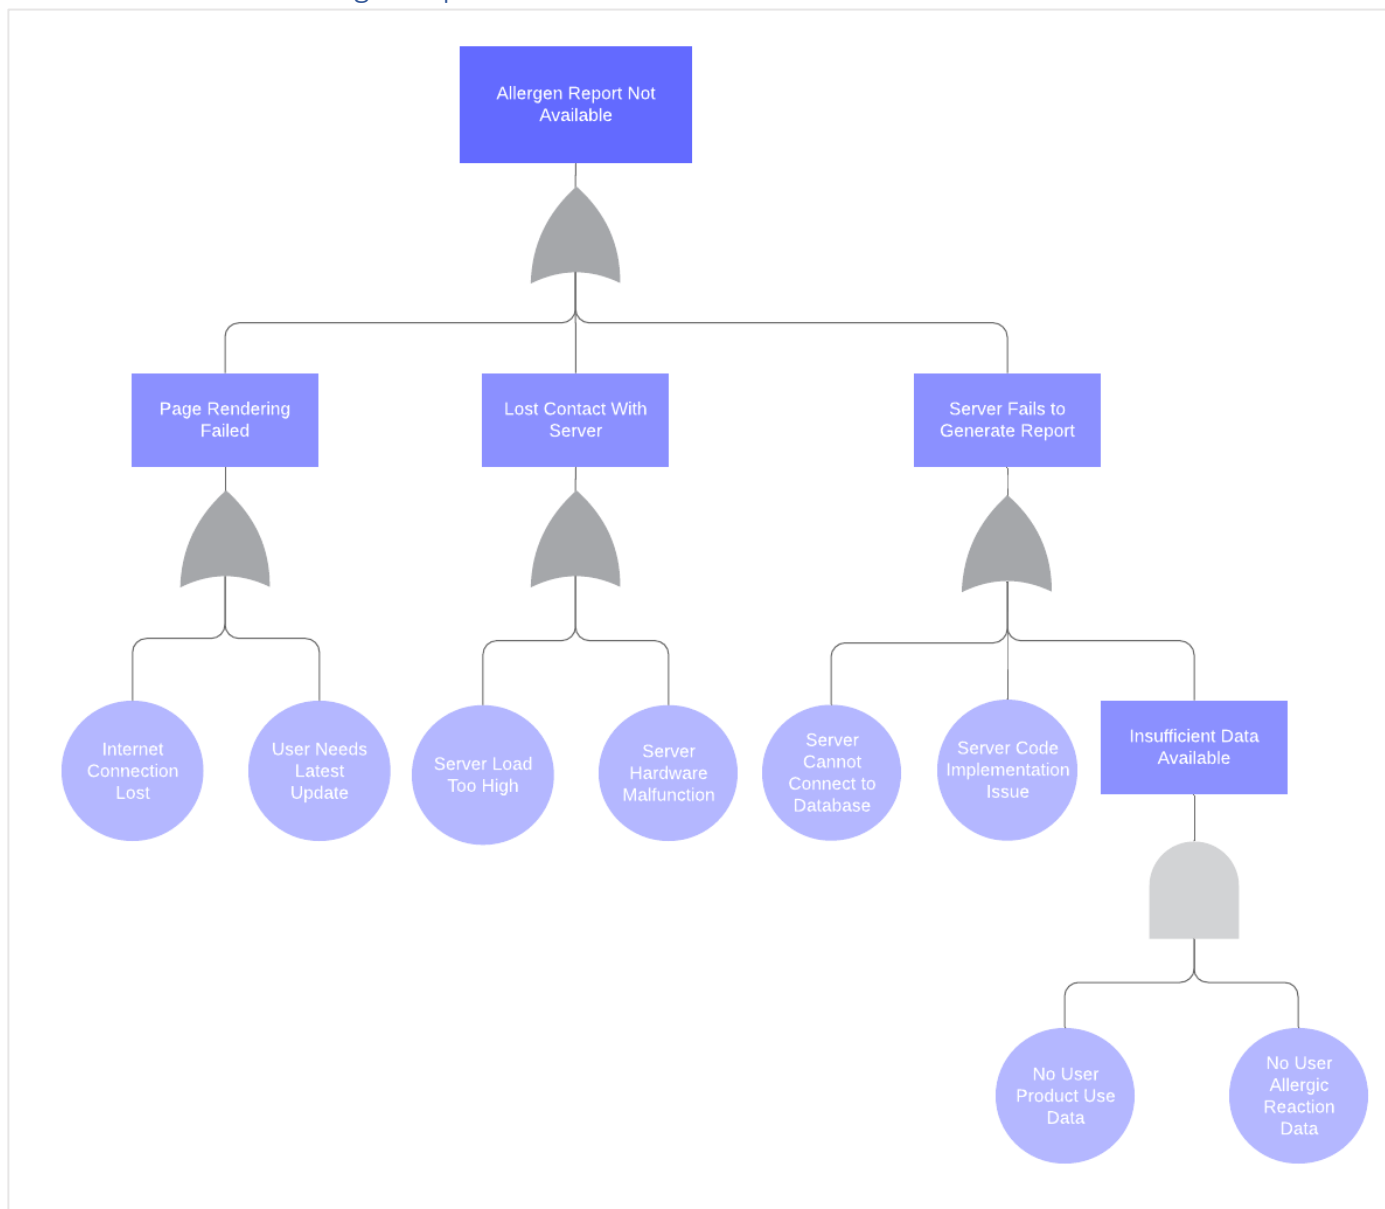 Allergen Report Not
Available
Page Rendering
Failed
Lost Contact With
Server
Server Fails to
Generate Report
Internet
Connection
Lost
User Needs
Latest
Update
Server Load
Too High
Server
Hardware
Malfunction
Server
Cannot
Connect to
Database
Server Code
Implementation
Issue
Insufficient Data
Available
No User
Product Use
Data
No User
Allergic
Reaction
Data